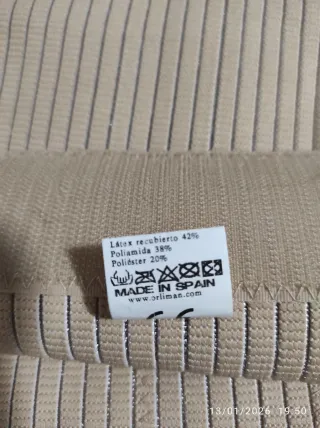 Látex recubierto 42%
Poliamida 38%
Poliéster 20%
MADE IN SPAIN
www.orliman.com
CE
13/01/2026 19:50